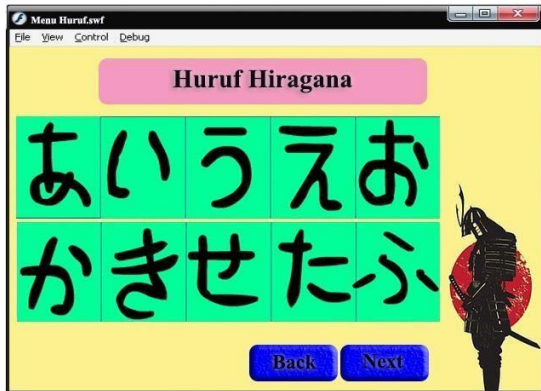 Menu Huruf.swf
File View Control Debug
Huruf Hiragana
あ い う え お
か き せ た ふ
Back Next